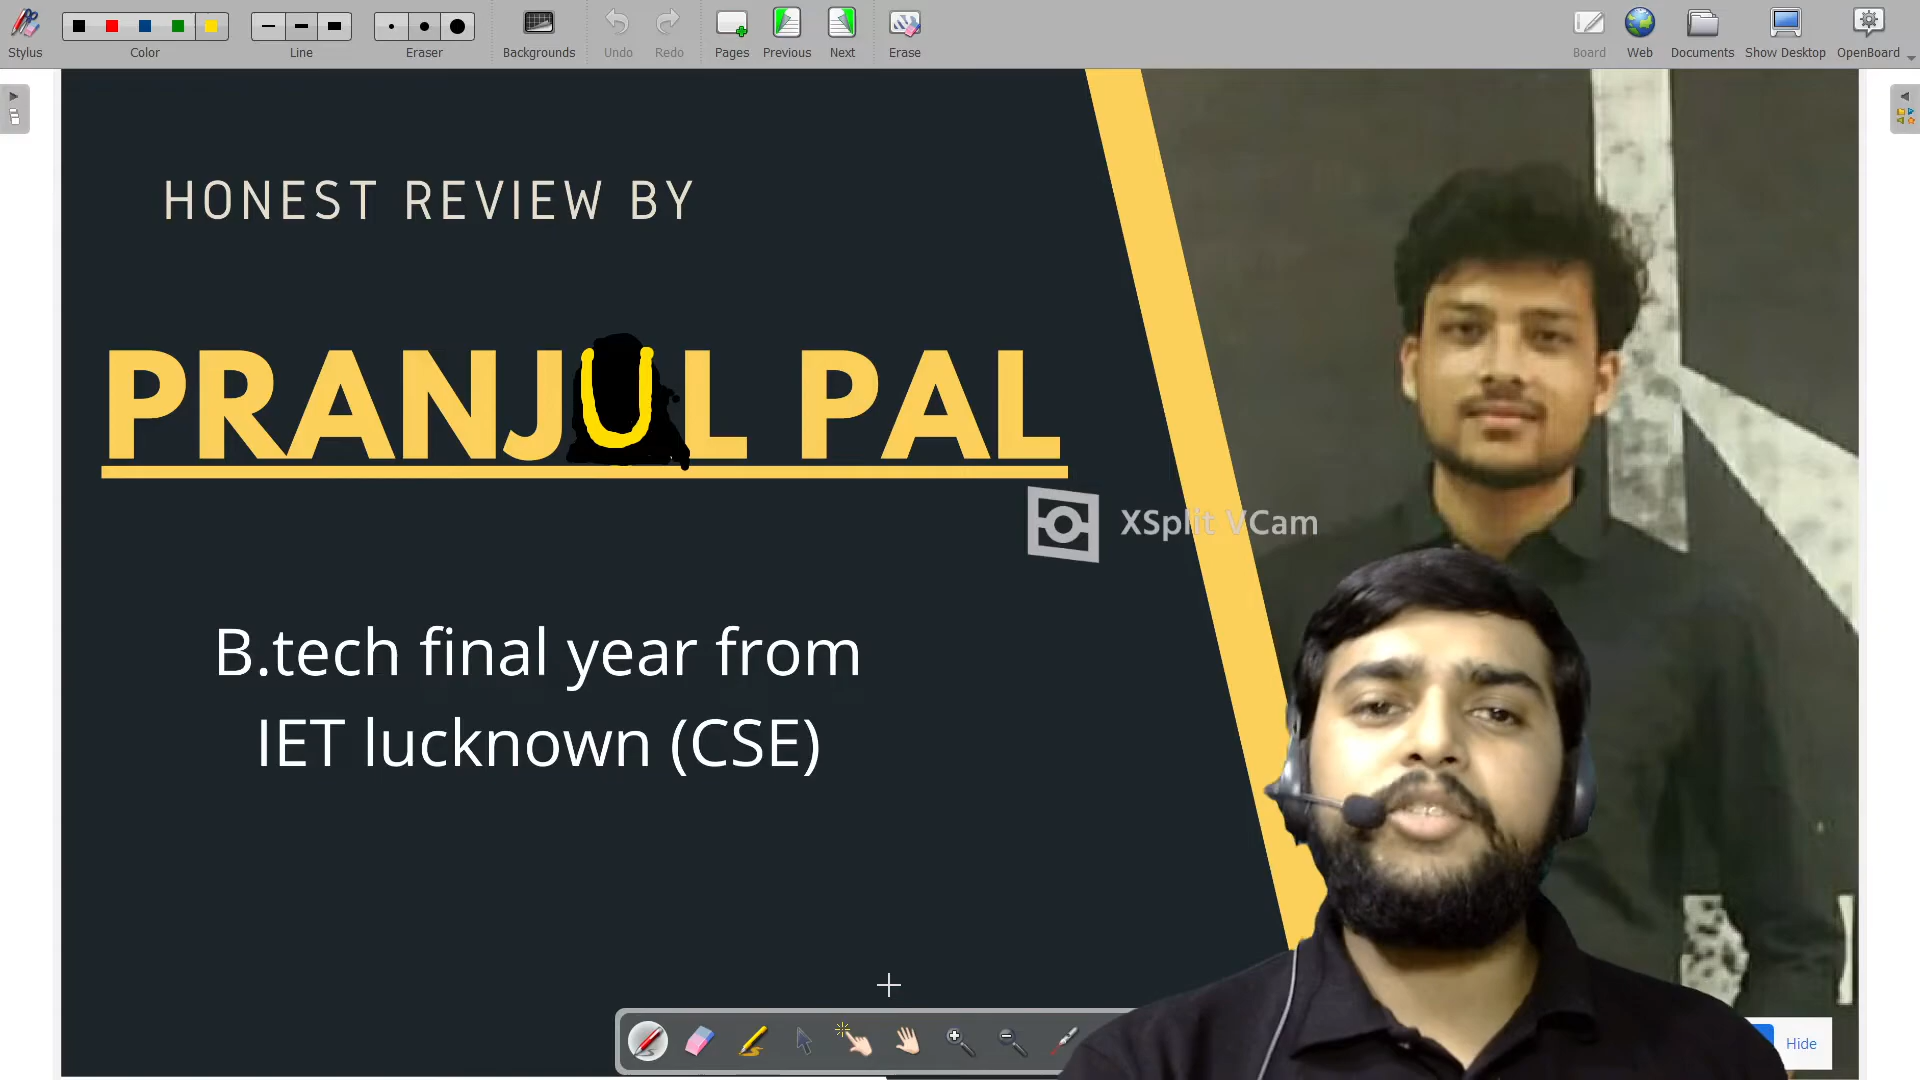 Stylus
Color
Line
Eraser
Backgrounds
Undo
Redo
Pages
Previous
Next
Erase
Board
Web
Documents
Show Desktop
OpenBoard
HONEST REVIEW BY
PRANJUL PAL
XSplit VCam
B.tech final year from
IET lucknown (CSE)
Hide